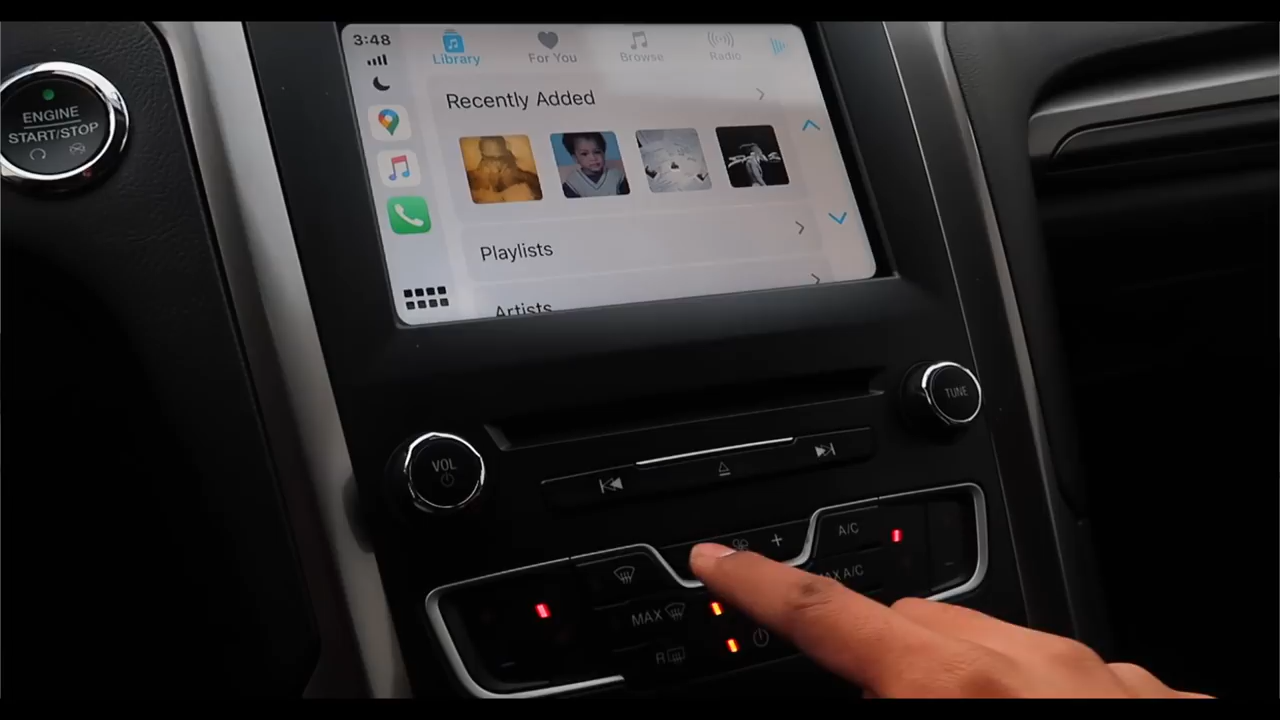 ENGINE
START/STOP
3:48
Library
For You
Browse
Radio
Recently Added
Playlists
Artists
VOL
TUNE
A/C
MAX A/C
MAX
R